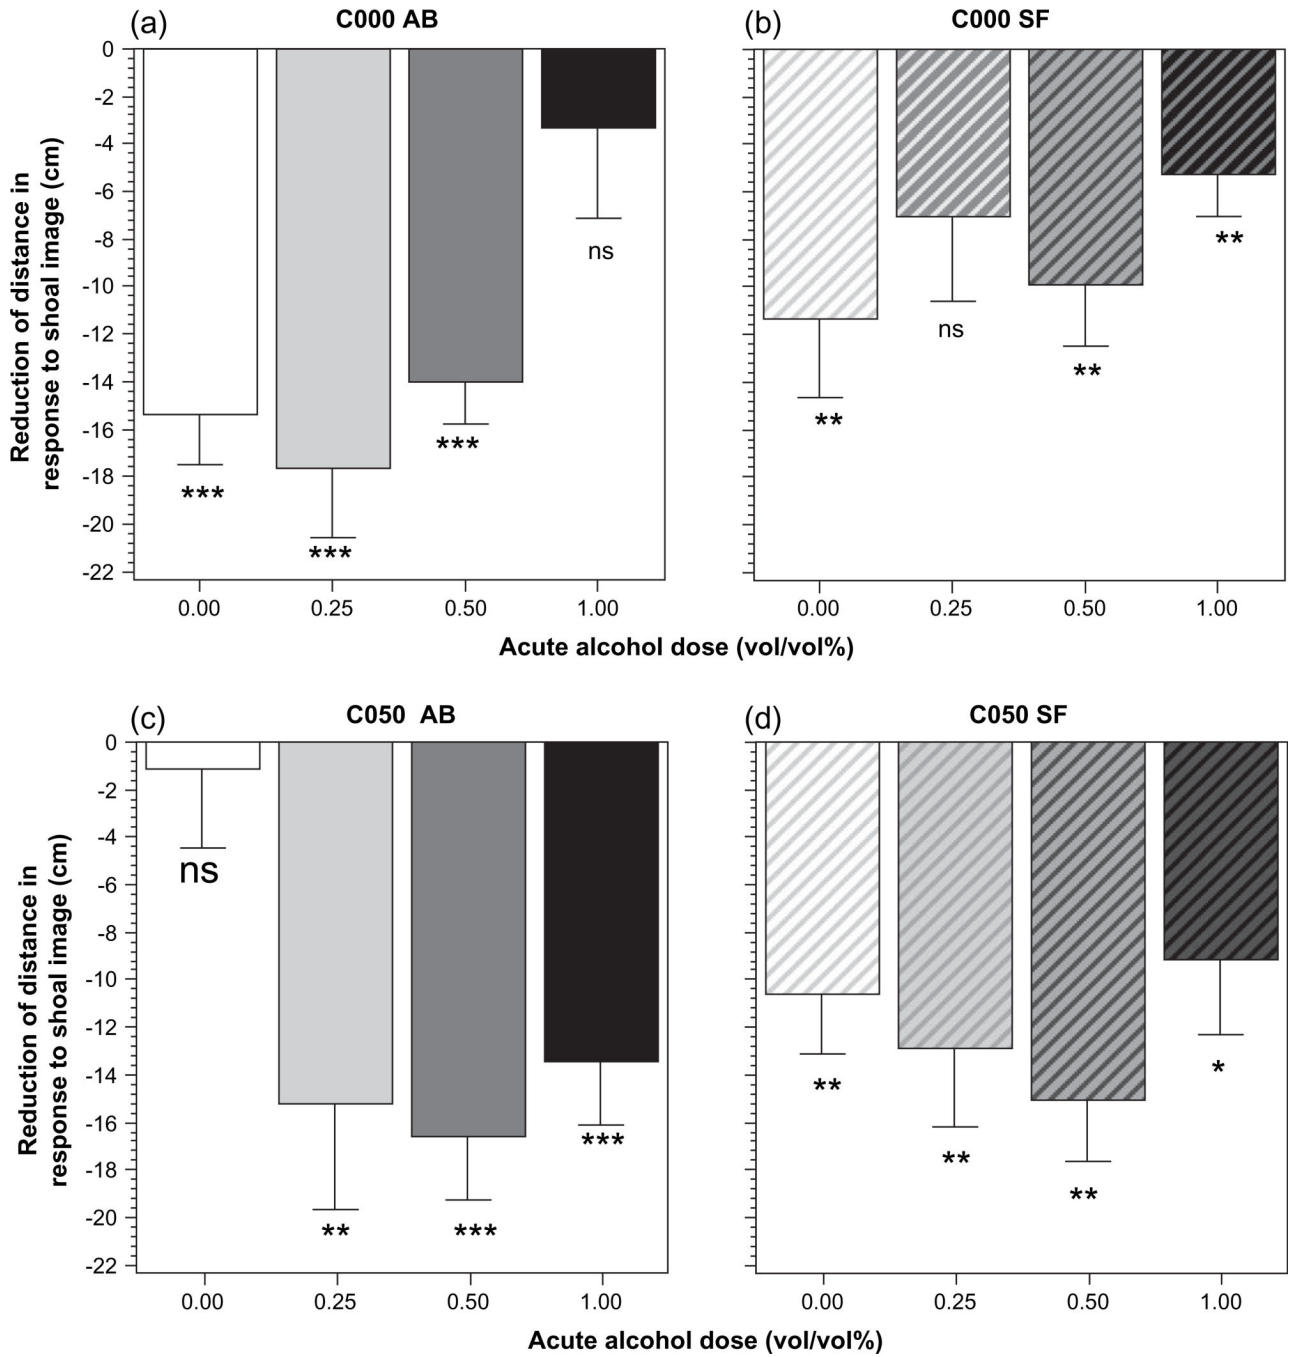 (a) C000 AB
(b) C000 SF
Reduction of distance in
response to shoal image (cm)
0
-2
-4
-6
-8
-10
-12
-14
-16
-18
-20
-22
***
***
***
ns
**
ns
**
**
0.00 0.25 0.50 1.00
0.00 0.25 0.50 1.00
Acute alcohol dose (vol/vol%)
(c) C050 AB
(d) C050 SF
Reduction of distance in
response to shoal image (cm)
0
-2
-4
-6
-8
-10
-12
-14
-16
-18
-20
-22
ns
**
***
***
**
**
**
*
0.00 0.25 0.50 1.00
0.00 0.25 0.50 1.00
Acute alcohol dose (vol/vol%)